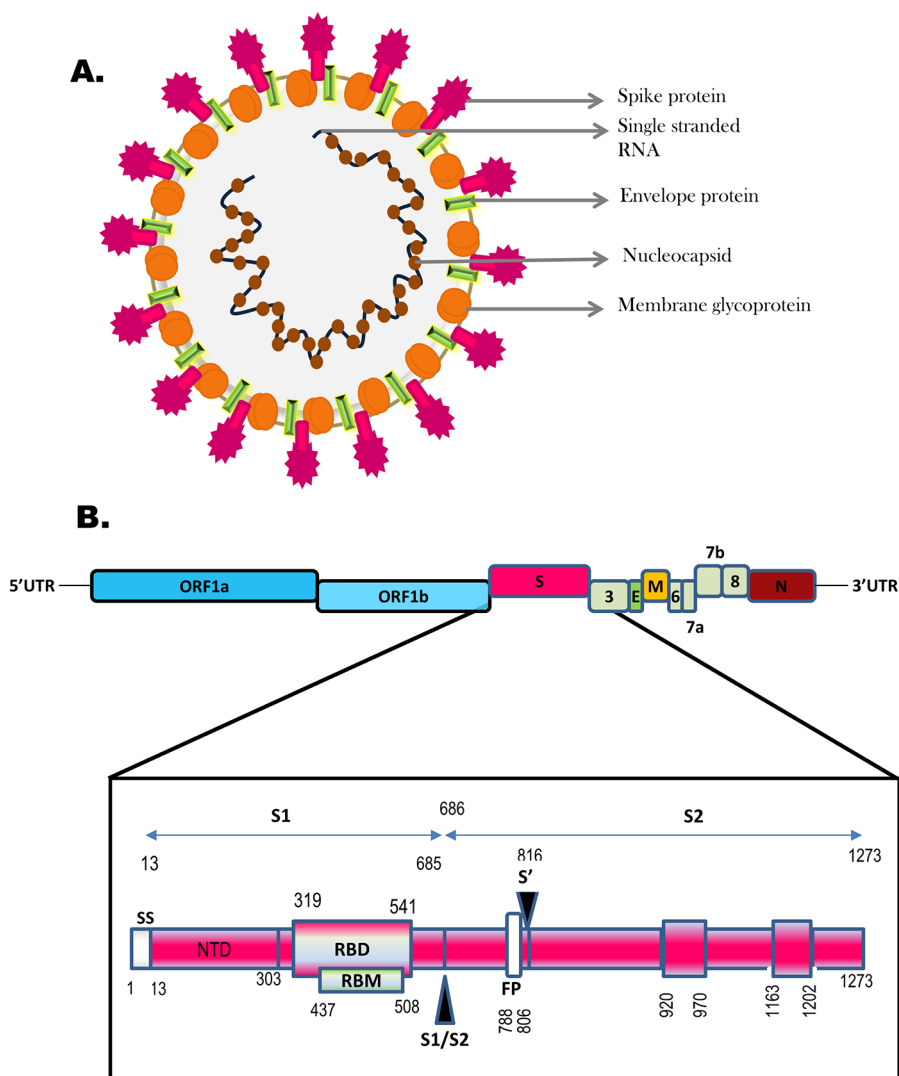 A.
Spike protein
Single stranded
RNA
Envelope protein
Nucleocapsid
Membrane glycoprotein
B.
7b
5'UTR
ORF1a
ORF1b
S
3
E
M
6
8
N
3'UTR
7a
S1
686
S2
13
685
816
1273
S'
319
541
SS
NTD
RBD
RBM
1
13
303
437
508
S1/S2
FP
788
806
920
970
1163
1202
1273